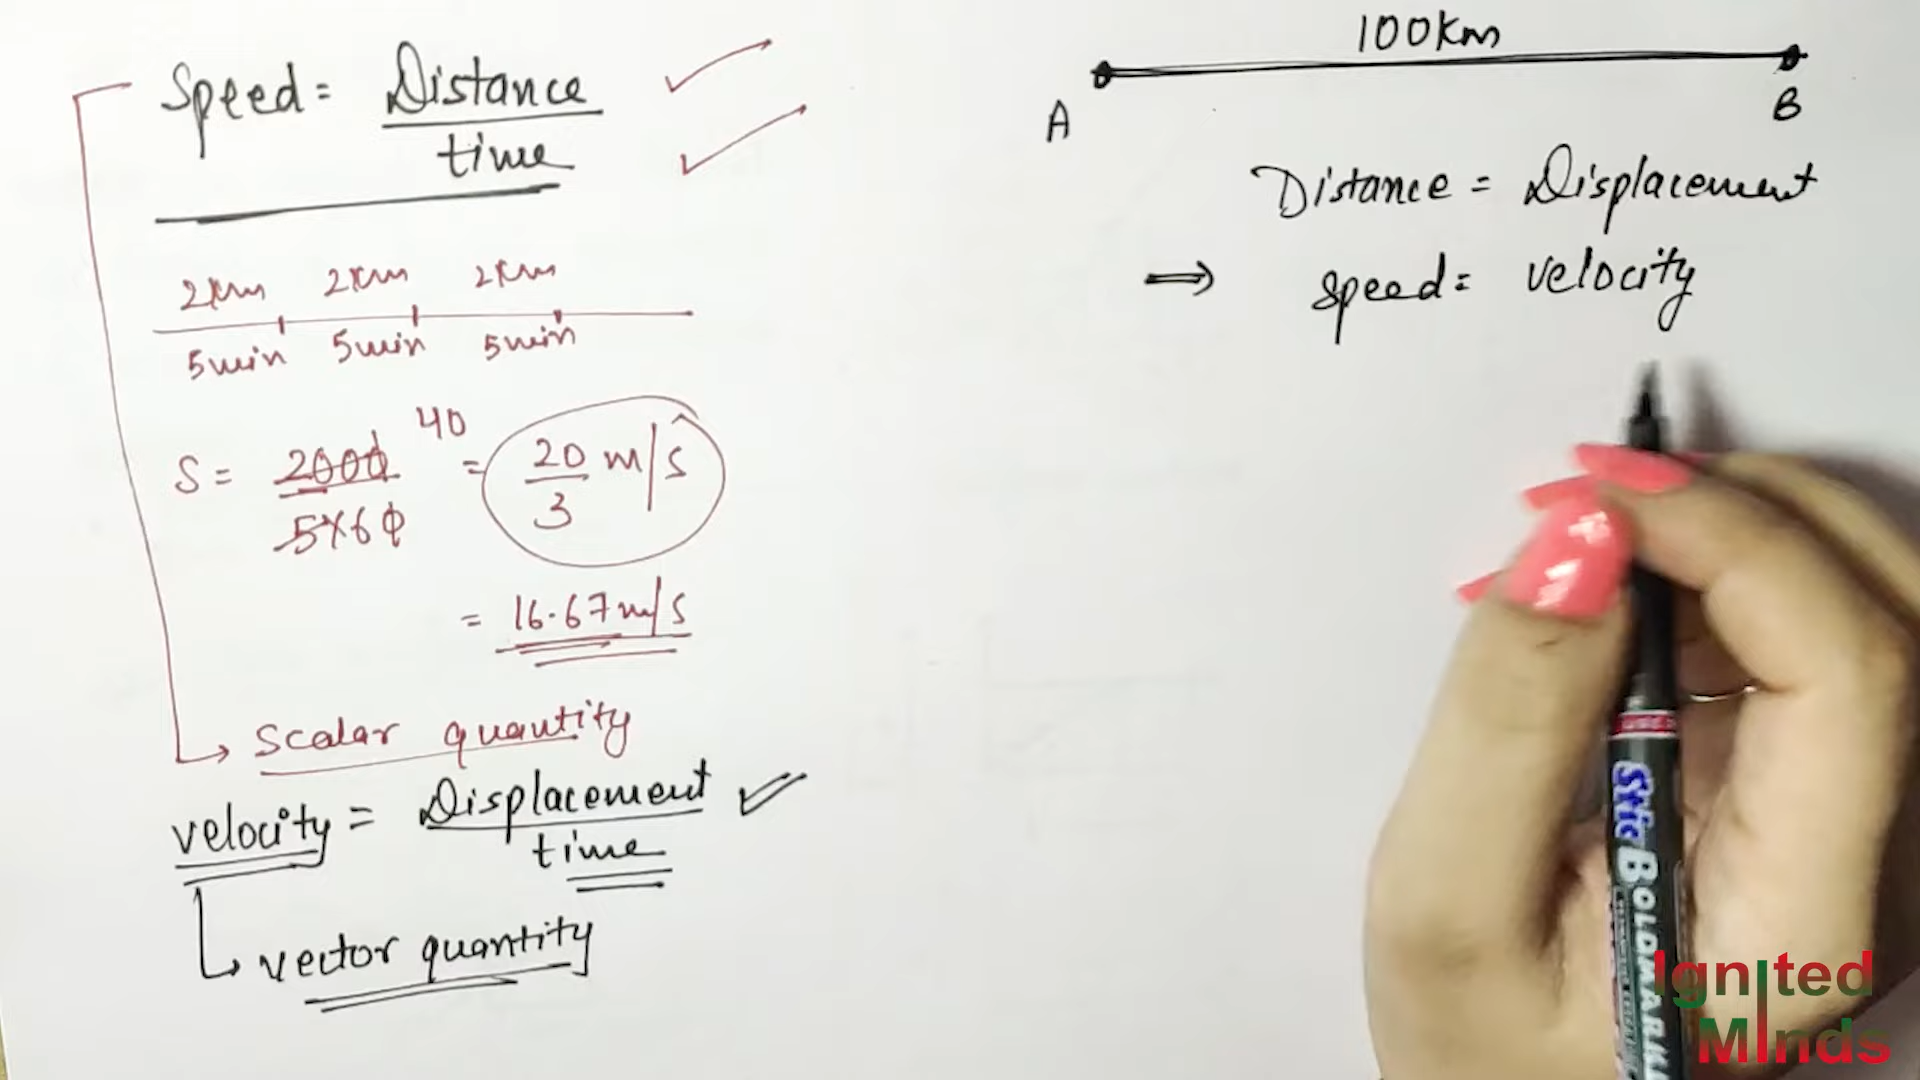 Speed = Distance
time
2km 2km 2km
5min 5min 5min
40
S = 2000 = 20 m/s
5×60 3
= 16.67 m/s
Scalar quantity
velocity = Displacement
time
vector quantity
100km
A B
Distance = Displacement
⇒ speed = velocity
Stic BOLDMARK
Ignited
Minds